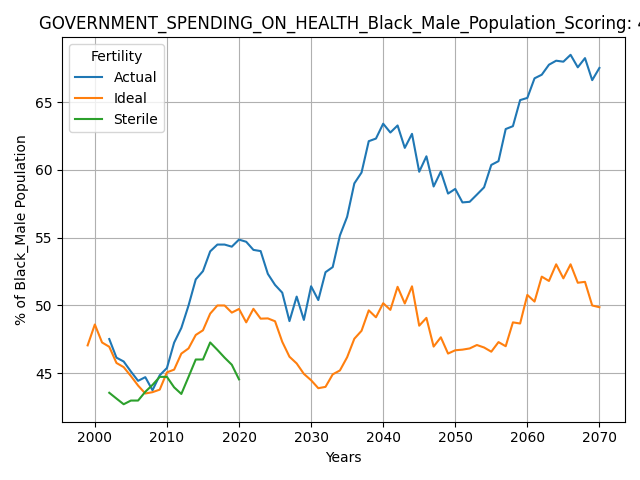 GOVERNMENT_SPENDING_ON_HEALTH_Black_Male_Population_Scoring:
Fertility
Actual
Ideal
Sterile
% of Black_Male Population
65
60
55
50
45
2000 2010 2020 2030 2040 2050 2060 2070
Years